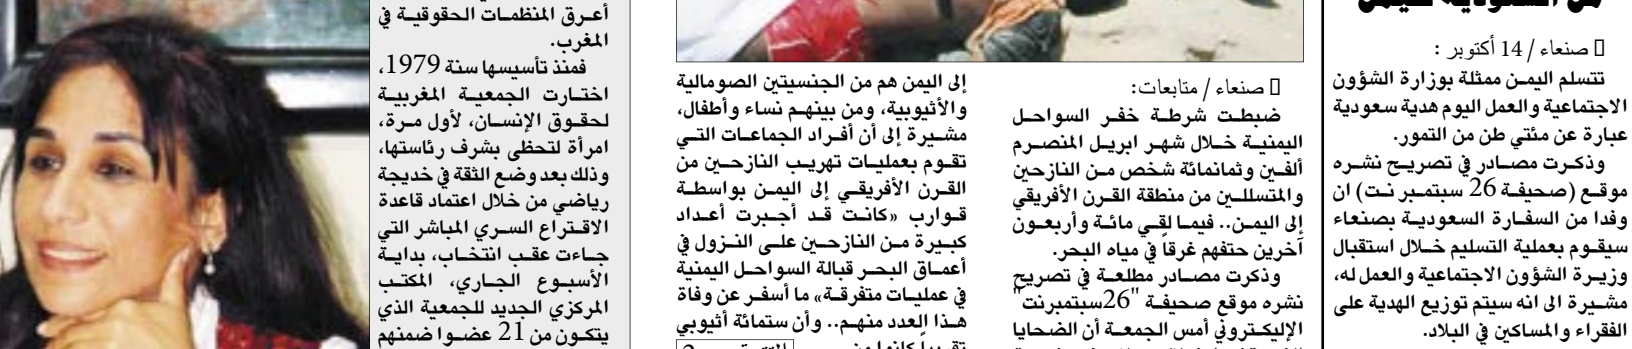 من السعودية لليمن
صنعاء / 14 أكتوبر :
تتسلم اليمن ممثلة بوزارة الشؤون
الاجتماعية والعمل اليوم هدية سعودية
عبارة عن مئتي طن من التمور.
وذكرت مصادر في تصريح نشره
موقع (صحيفة 26 سبتمبر نت) ان
وفدا من السفارة السعودية بصنعاء
سيقوم بعملية التسليم خلال استقبال
وزيرة الشؤون الاجتماعية والعمل له،
مشيرة الى انه سيتم توزيع الهدية على
الفقراء والمساكين في البلاد.
صنعاء / متابعات:
ضبطت شرطة خفر السواحل
اليمنية خلال شهر ابريل المنصرم
ألفين وثمانمائة شخص من النازحين
والمتسللين من منطقة القرن الأفريقي
إلى اليمن.. فيما لقي مائة وأربعون
آخرين حتفهم غرقاً في مياه البحر.
وذكرت مصادر مطلعة في تصريح
نشره موقع صحيفة "26سبتمبرنت"
الإليكتروني أمس الجمعة أن الضحايا
إلى اليمن هم من الجنسيتين الصومالية
والأثيوبية، ومن بينهم نساء وأطفال،
مشيرة إلى أن أفراد الجماعات التي
تقوم بعمليات تهريب النازحين من
القرن الأفريقي إلى اليمن بواسطة
قوارب «كانت قد أجبرت أعداد
كبيرة من النازحين على النزول في
أعماق البحر قبالة السواحل اليمنية
في عمليات متفرقة» ما أسفر عن وفاة
هذا العدد منهم.. وأن ستمائة أثيوبي
أعرق المنظمات الحقوقية في
المغرب.
فمنذ تأسيسها سنة 1979،
اختارت الجمعية المغربية
لحقوق الإنسان، لأول مرة،
امرأة لتحظى بشرف رئاستها،
وذلك بعد وضع الثقة في خديجة
رياضي من خلال اعتماد قاعدة
الاقتراع السري المباشر التي
جاءت عقب انتخاب، بداية
الأسبوع الجاري، المكتب
المركزي الجديد للجمعية الذي
يتكون من 21 عضوا ضمنهم